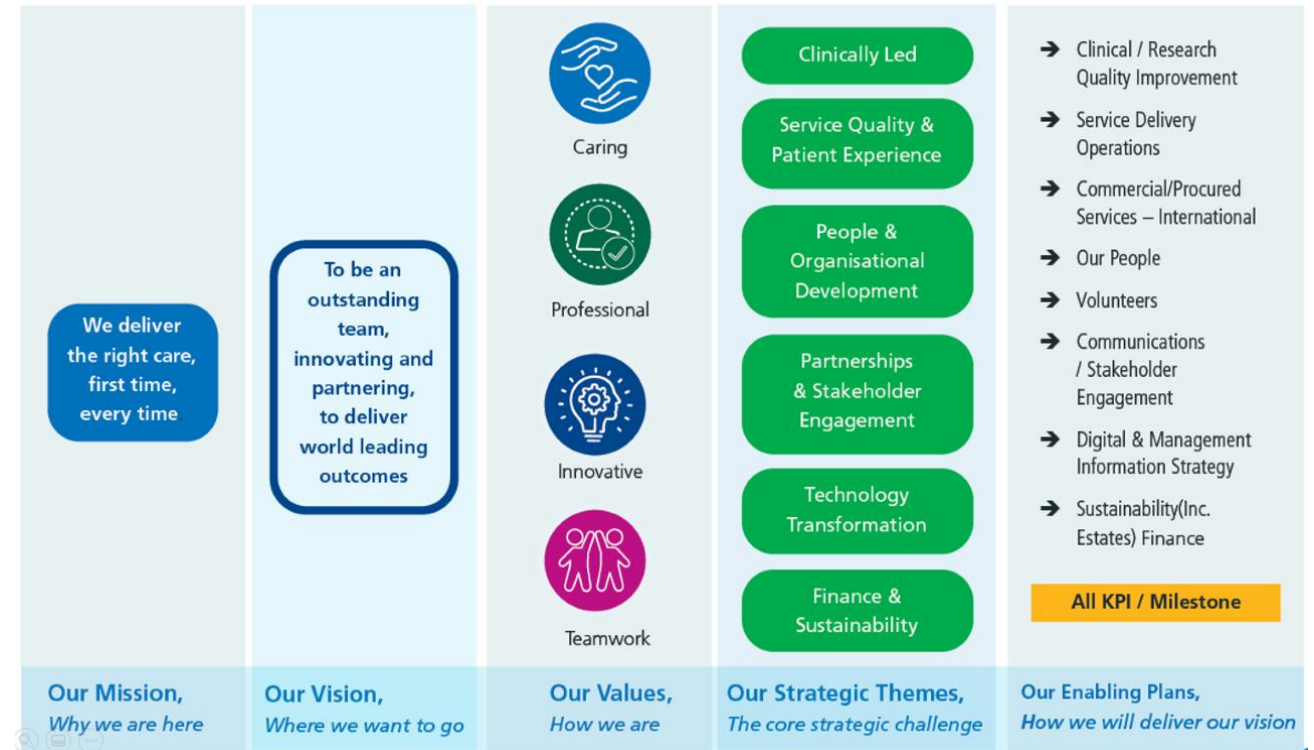 We deliver
the right care,
first time,
every time
Our Mission,
Why we are here
To be an
outstanding
team,
innovating and
partnering,
to deliver
world leading
outcomes
Our Vision,
Where we want to go
Caring
Professional
Innovative
Teamwork
Our Values,
How we are
Clinically Led
Service Quality &
Patient Experience
People &
Organisational
Development
Partnerships
& Stakeholder
Engagement
Technology
Transformation
Finance &
Sustainability
Our Strategic Themes,
The core strategic challenge
➔ Clinical / Research
Quality Improvement
➔ Service Delivery
Operations
➔ Commercial/Procured
Services – International
➔ Our People
➔ Volunteers
➔ Communications
/ Stakeholder
Engagement
➔ Digital & Management
Information Strategy
➔ Sustainability(Inc.
Estates) Finance
All KPI / Milestone
Our Enabling Plans,
How we will deliver our vision